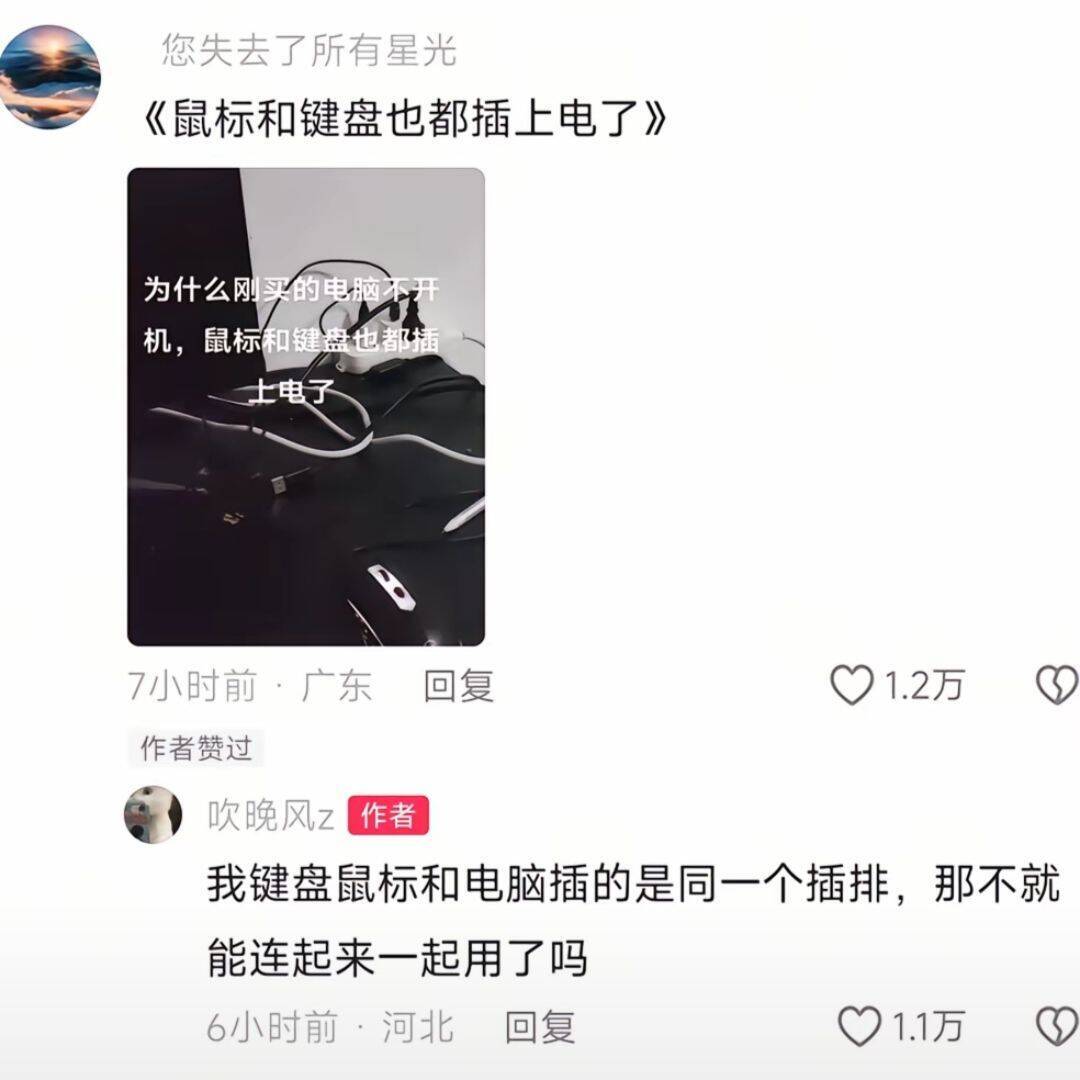 您失去了所有星光
《鼠标和键盘也都插上电了》
为什么刚买的电脑不开
机，鼠标和键盘也都插
上电了
7小时前 · 广东 回复 1.2万
作者赞过
吹晚风z 作者
我键盘鼠标和电脑插的是同一个插排，那不就
能连起来一起用了吗
6小时前 · 河北 回复 1.1万